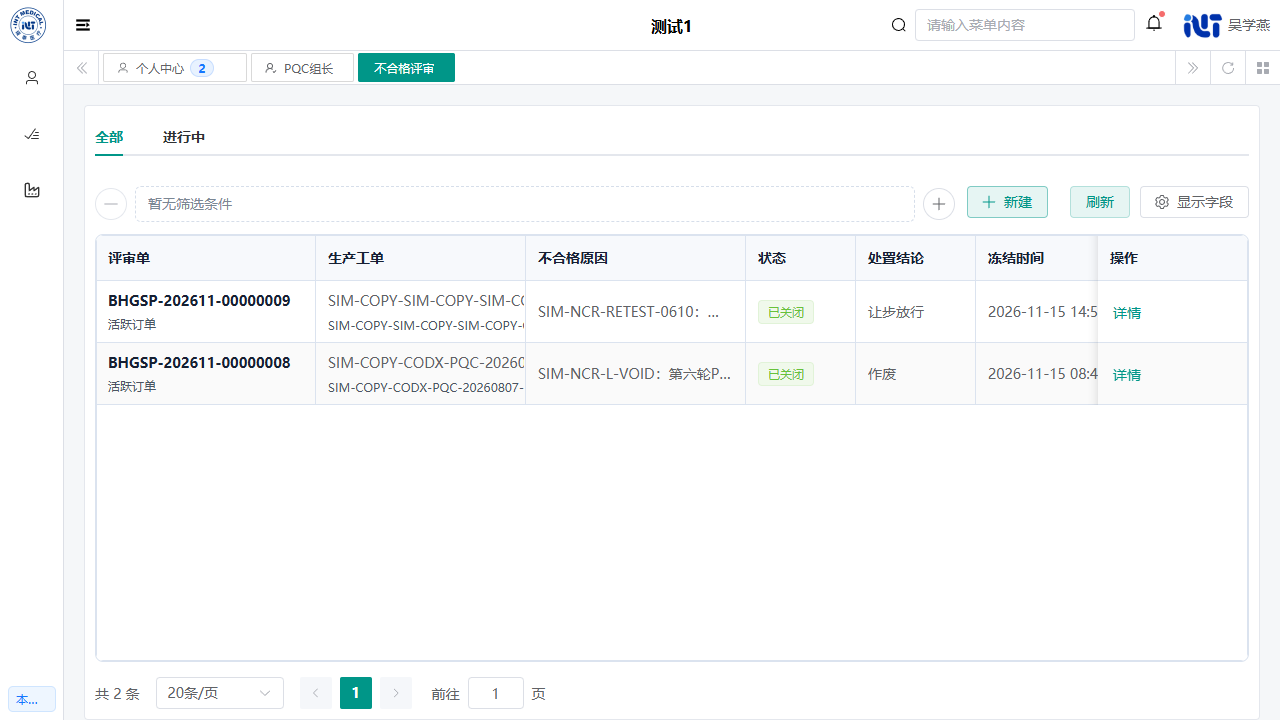 测试1
请输入菜单内容
吴学燕
个人中心 2
PQC组长
不合格评审
全部
进行中
暂无筛选条件
新建
刷新
显示字段
评审单
生产工单
不合格原因
状态
处置结论
冻结时间
操作
BHGSP-202611-00000009
活跃订单
SIM-COPY-SIM-COPY-SIM-CO
SIM-COPY-SIM-COPY-SIM-COPY-
SIM-NCR-RETEST-0610：...
已关闭
让步放行
2026-11-15 14:5
详情
BHGSP-202611-00000008
活跃订单
SIM-COPY-CODX-PQC-20260
SIM-COPY-CODX-PQC-20260807-
SIM-NCR-L-VOID：第六轮P...
已关闭
作废
2026-11-15 08:4
详情
本...
共 2 条
20条/页
1
前往
1
页